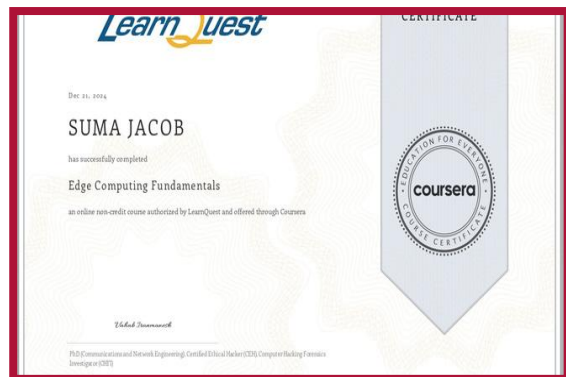 LearnQuest
CERTIFICATE
Dec 21, 2024
SUMA JACOB
has successfully completed
Edge Computing Fundamentals
an online non-credit course authorized by LearnQuest and offered through Coursera
EDUCATION FOR EVERYONE
coursera
COURSE CERTIFICATE
PhD (Communications and Network Engineering), Certified Ethical Hacker (CEH), Computer Hacking Forensics
Investigator (CHFI)